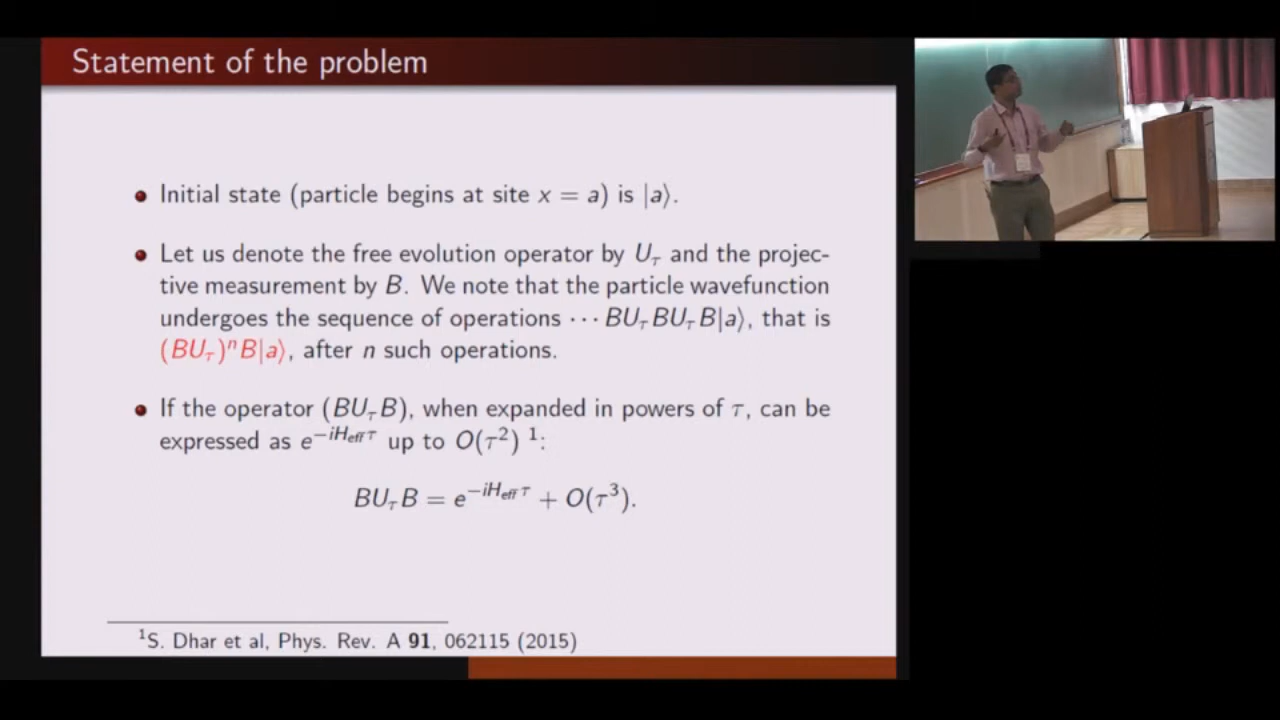 Statement of the problem
Initial state (particle begins at site x = a) is |a⟩.
Let us denote the free evolution operator by U_τ and the projec-
tive measurement by B. We note that the particle wavefunction
undergoes the sequence of operations ··· BU_τBU_τB|a⟩, that is
(BU_τ)ⁿB|a⟩, after n such operations.
If the operator (BU_τB), when expanded in powers of τ, can be
expressed as e^{−iH_eff τ} up to O(τ²) ¹:
BU_τB = e^{−iH_eff τ} + O(τ³).
¹S. Dhar et al, Phys. Rev. A 91, 062115 (2015)